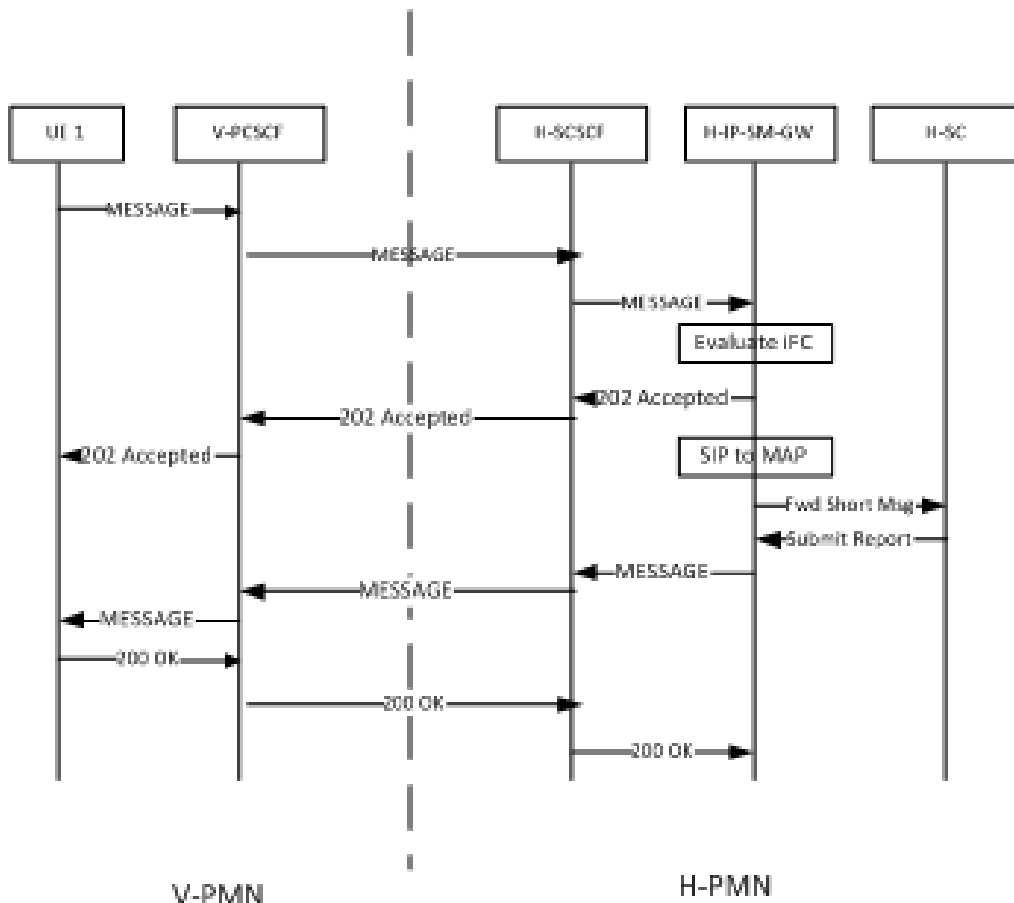 UE 1
V-PCSCF
H-SCSCF
H-IP-SM-GW
H-SC
MESSAGE
MESSAGE
MESSAGE
Evaluate iFC
202 Accepted
202 Accepted
202 Accepted
SIP to MAP
Fwd Short Msg
Submit Report
MESSAGE
MESSAGE
MESSAGE
200 OK
200 OK
200 OK
V-PMN
H-PMN